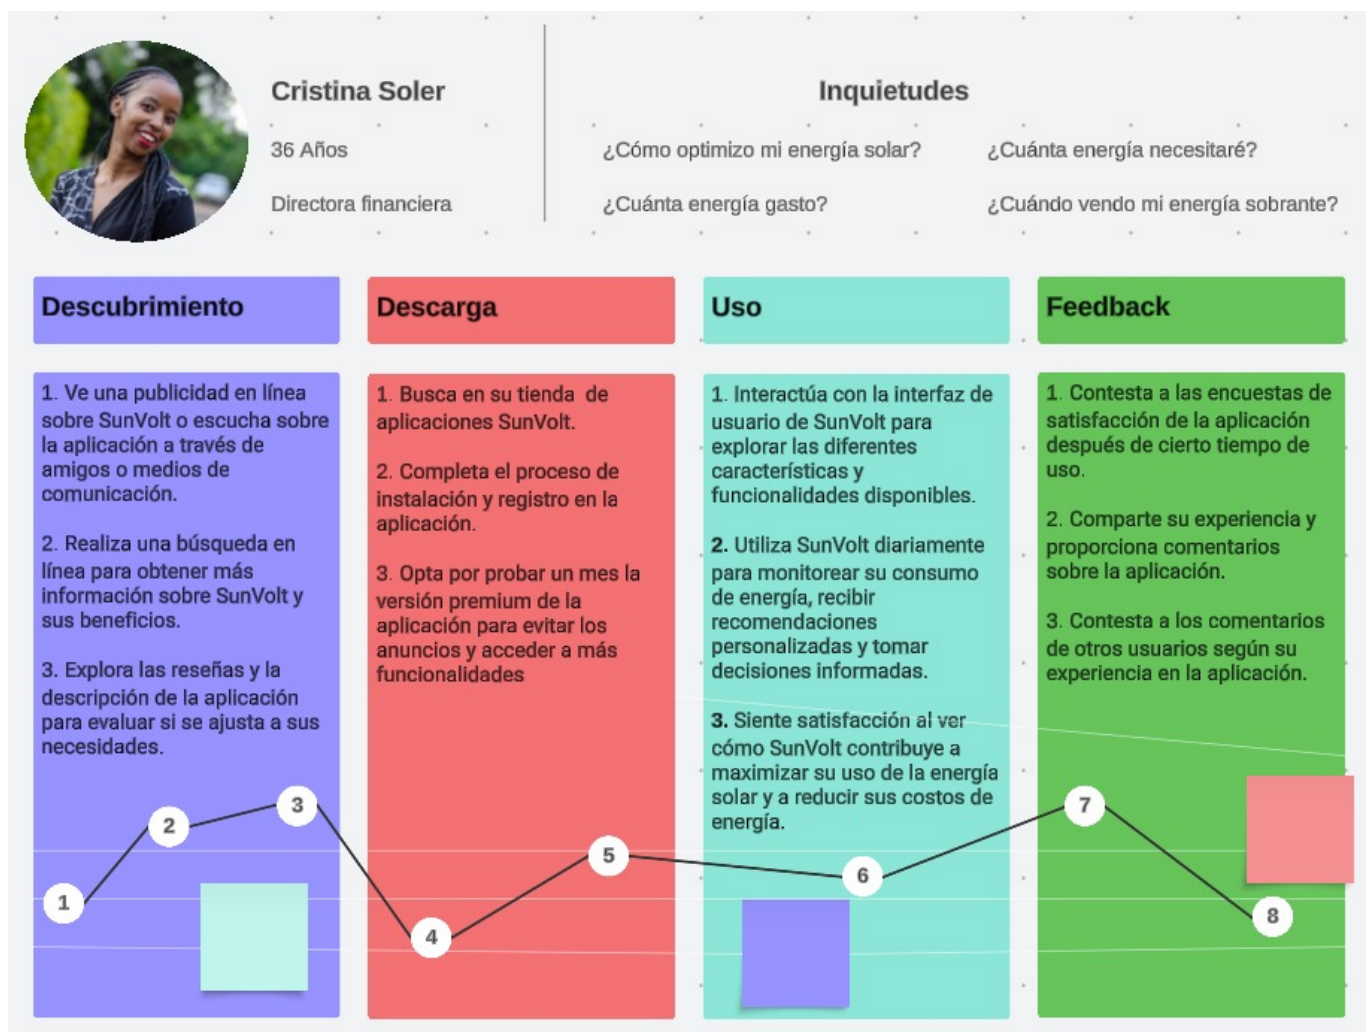 Cristina Soler
36 Años
Directora financiera
Inquietudes
¿Cómo optimizo mi energía solar?
¿Cuánta energía necesitaré?
¿Cuánta energía gasto?
¿Cuándo vendo mi energía sobrante?
Descubrimiento
1. Ve una publicidad en línea
sobre SunVolt o escucha sobre
la aplicación a través de
amigos o medios de
comunicación.
2. Realiza una búsqueda en
línea para obtener más
información sobre SunVolt y
sus beneficios.
3. Explora las reseñas y la
descripción de la aplicación
para evaluar si se ajusta a sus
necesidades.
Descarga
1. Busca en su tienda de
aplicaciones SunVolt.
2. Completa el proceso de
instalación y registro en la
aplicación.
3. Opta por probar un mes la
versión premium de la
aplicación para evitar los
anuncios y acceder a más
funcionalidades
Uso
1. Interactúa con la interfaz de
usuario de SunVolt para
explorar las diferentes
características y
funcionalidades disponibles.
2. Utiliza SunVolt diariamente
para monitorear su consumo
de energía, recibir
recomendaciones
personalizadas y tomar
decisiones informadas.
3. Siente satisfacción al ver
cómo SunVolt contribuye a
maximizar su uso de la energía
solar y a reducir sus costos de
energía.
Feedback
1. Contesta a las encuestas de
satisfacción de la aplicación
después de cierto tiempo de
uso.
2. Comparte su experiencia y
proporciona comentarios
sobre la aplicación.
3. Contesta a los comentarios
de otros usuarios según su
experiencia en la aplicación.
1
2
3
4
5
6
7
8